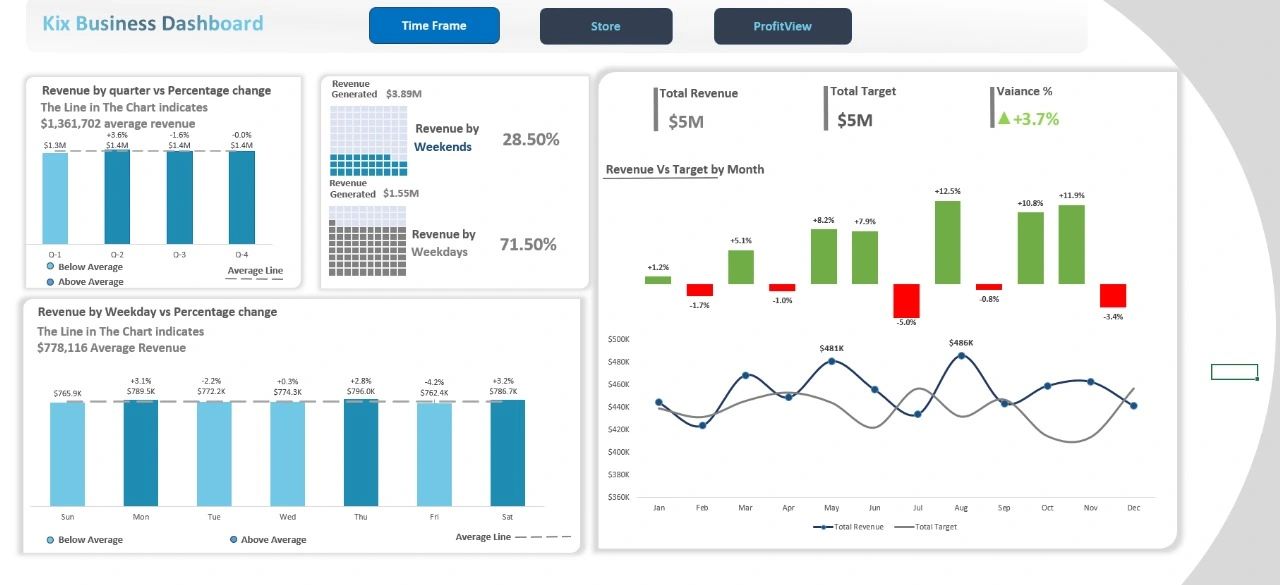 Kix Business Dashboard
Time Frame
Store
ProfitView
Revenue by quarter vs Percentage change
The Line in The Chart indicates
$1,361,702 average revenue
+3.6% -1.6% -0.0%
$1.3M $1.4M $1.4M $1.4M
Q-1 Q-2 Q-3 Q-4
Below Average
Above Average
Average Line
Revenue
Generated $3.89M
Revenue by
Weekends
28.50%
Revenue
Generated $1.55M
Revenue by
Weekdays
71.50%
Total Revenue
$5M
Total Target
$5M
Vaiance %
+3.7%
Revenue Vs Target by Month
+1.2% -1.7% +5.1% -1.0% +8.2% +7.9% -5.0% +12.5% -0.8% +10.8% +11.9% -3.4%
$500K
$480K
$460K
$440K
$420K
$400K
$380K
$360K
$481K
$486K
Jan Feb Mar Apr May Jun Jul Aug Sep Oct Nov Dec
Total Revenue Total Target
Revenue by Weekday vs Percentage change
The Line in The Chart indicates
$778,116 Average Revenue
+3.1% -2.2% +0.3% +2.8% -4.2% +3.2%
$765.9K $789.5K $772.2K $774.3K $796.0K $762.4K $786.7K
Sun Mon Tue Wed Thu Fri Sat
Below Average
Above Average
Average Line